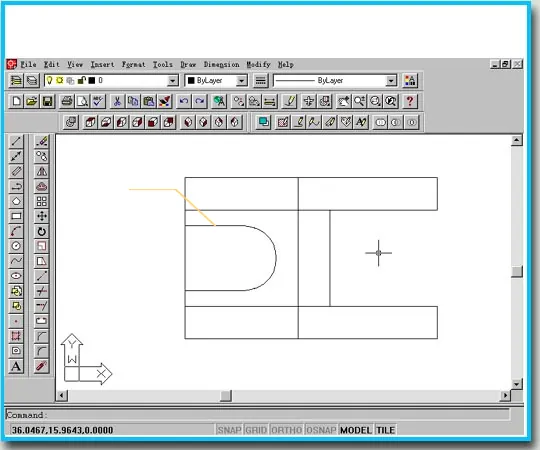 File Edit View Insert Format Tools Draw Dimension Modify Help
0 ByLayer ByLayer
A
Y
W
X
Command:
36.0467,15.9643,0.0000 SNAP GRID ORTHO OSNAP MODEL TILE